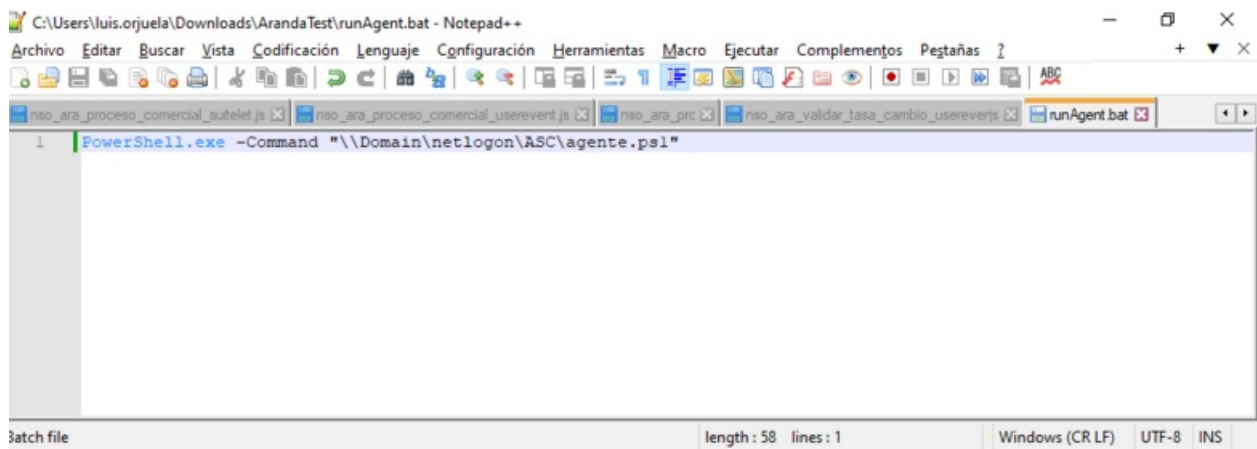 C:\Users\luis.orjuela\Downloads\ArandaTest\runAgent.bat - Notepad++
Archivo Editar Buscar Vista Codificación Lenguaje Configuración Herramientas Macro Ejecutar Complementos Pestañas ?
ABC
nso_ara_proceso_comercial_suitelet.js nso_ara_proceso_comercial_userevent.js nso_ara_prc nso_ara_validar_tasa_cambio_usereverjs runAgent.bat
1 PowerShell.exe -Command "\\Domain\netlogon\ASC\agente.ps1"
Batch file length : 58 lines : 1 Windows (CR LF) UTF-8 INS